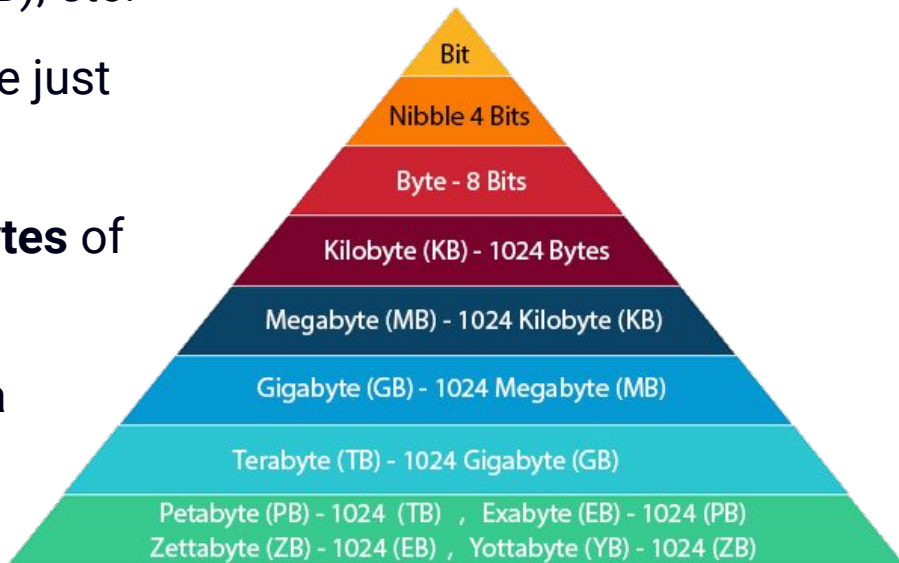 B), etc.
e just
tes of
a
Bit
Nibble 4 Bits
Byte - 8 Bits
Kilobyte (KB) - 1024 Bytes
Megabyte (MB) - 1024 Kilobyte (KB)
Gigabyte (GB) - 1024 Megabyte (MB)
Terabyte (TB) - 1024 Gigabyte (GB)
Petabyte (PB) - 1024 (TB) , Exabyte (EB) - 1024 (PB)
Zettabyte (ZB) - 1024 (EB) , Yottabyte (YB) - 1024 (ZB)